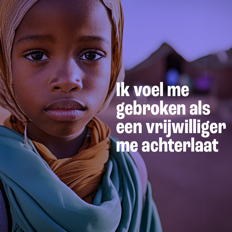 Ik voel me
gebroken als
een vrijwilliger
me achterlaat